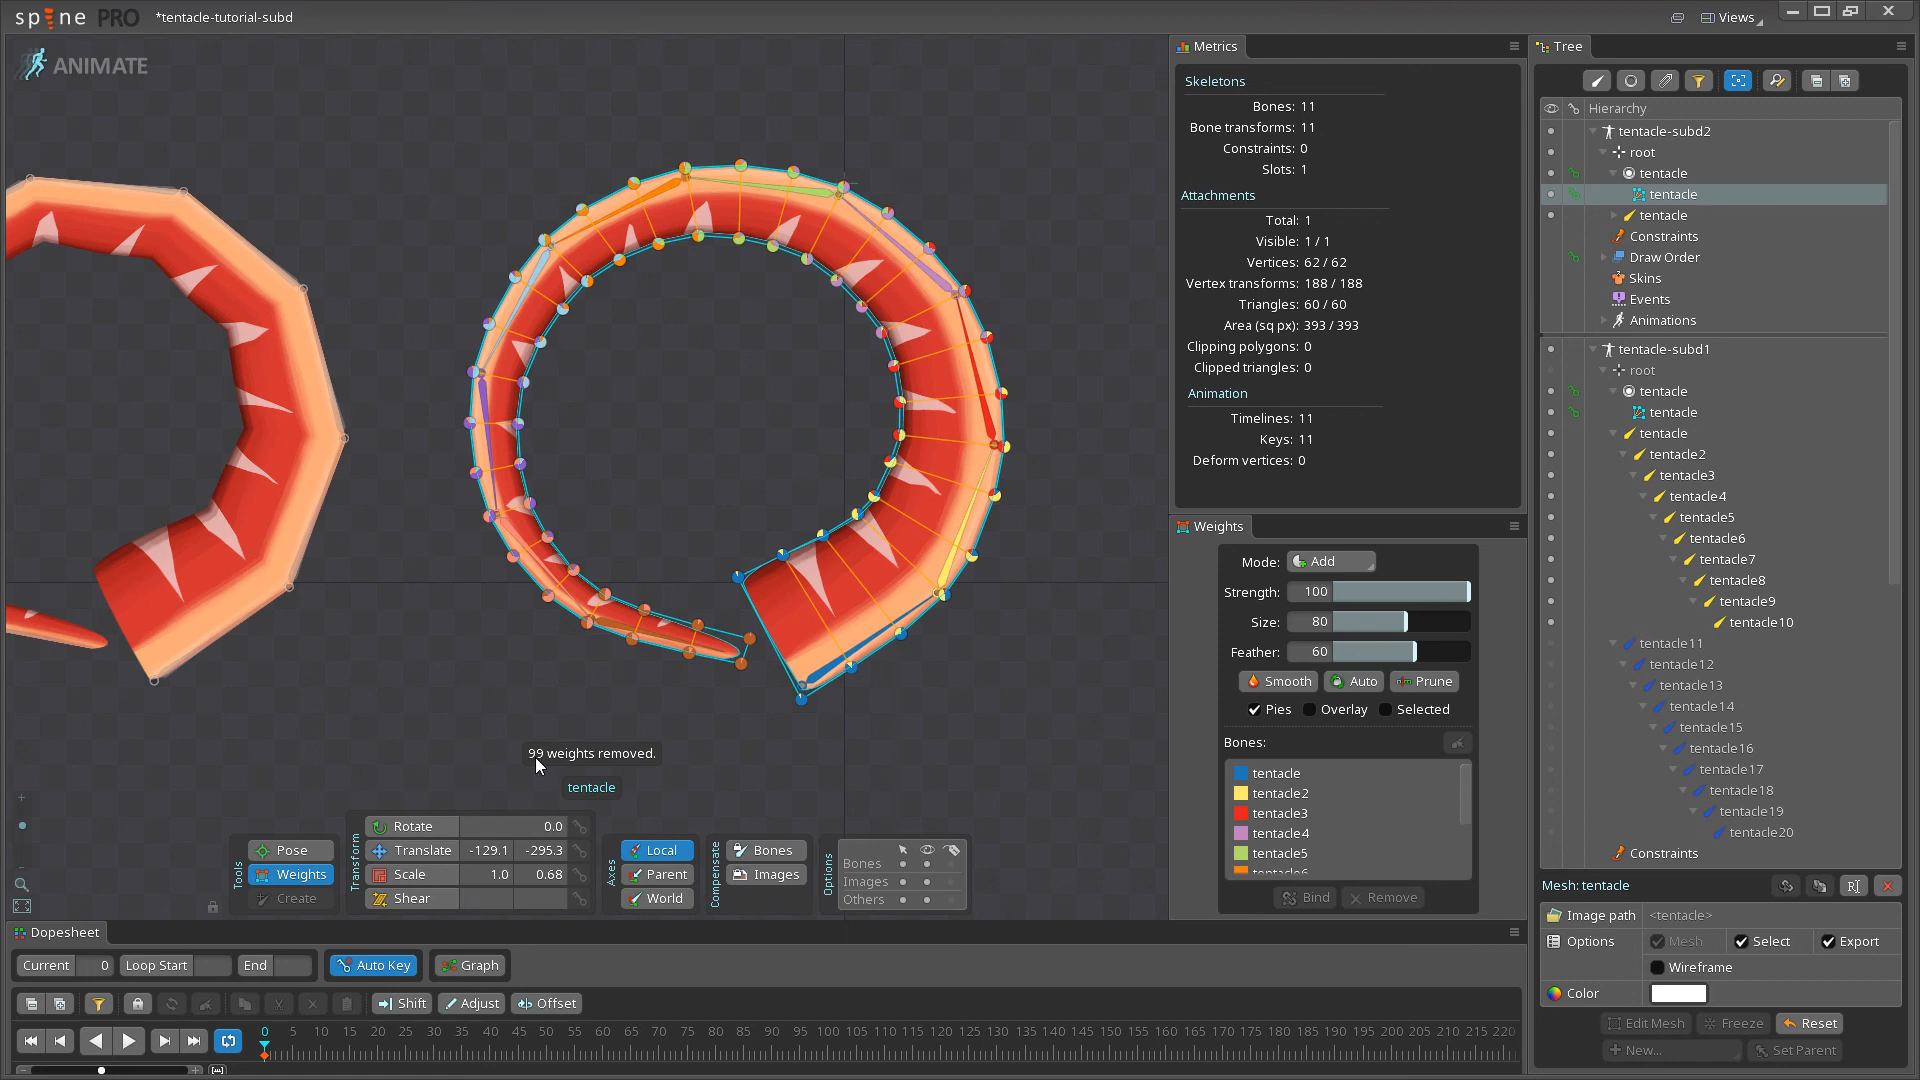 spine PRO *tentacle-tutorial-subd
Views
ANIMATE
99 weights removed.
tentacle
Tools
Pose
Weights
Create
Transform
Rotate 0.0
Translate -129.1 -295.3
Scale 1.0 0.68
Shear
Axes
Local
Parent
World
Compensate
Bones
Images
Options
Bones
Images
Others
Metrics
Skeletons
Bones: 11
Bone transforms: 11
Constraints: 0
Slots: 1
Attachments
Total: 1
Visible: 1 / 1
Vertices: 62 / 62
Vertex transforms: 188 / 188
Triangles: 60 / 60
Area (sq px): 393 / 393
Clipping polygons: 0
Clipped triangles: 0
Animation
Timelines: 11
Keys: 11
Deform vertices: 0
Weights
Mode: Add
Strength: 100
Size: 80
Feather: 60
Smooth Auto Prune
Pies Overlay Selected
Bones:
tentacle
tentacle2
tentacle3
tentacle4
tentacle5
tentacle6
Bind Remove
Tree
Hierarchy
tentacle-subd2
root
tentacle
tentacle
tentacle
Constraints
Draw Order
Skins
Events
Animations
tentacle-subd1
root
tentacle
tentacle
tentacle
tentacle2
tentacle3
tentacle4
tentacle5
tentacle6
tentacle7
tentacle8
tentacle9
tentacle10
tentacle11
tentacle12
tentacle13
tentacle14
tentacle15
tentacle16
tentacle17
tentacle18
tentacle19
tentacle20
Constraints
Mesh: tentacle
Image path <tentacle>
Options Mesh Select Export
Wireframe
Color
Edit Mesh Freeze Reset
New... Set Parent
Dopesheet
Current 0 Loop Start End Auto Key Graph
Shift Adjust Offset
0 5 10 15 20 25 30 35 40 45 50 55 60 65 70 75 80 85 90 95 100 105 110 115 120 125 130 135 140 145 150 155 160 165 170 175 180 185 190 195 200 205 210 215 220